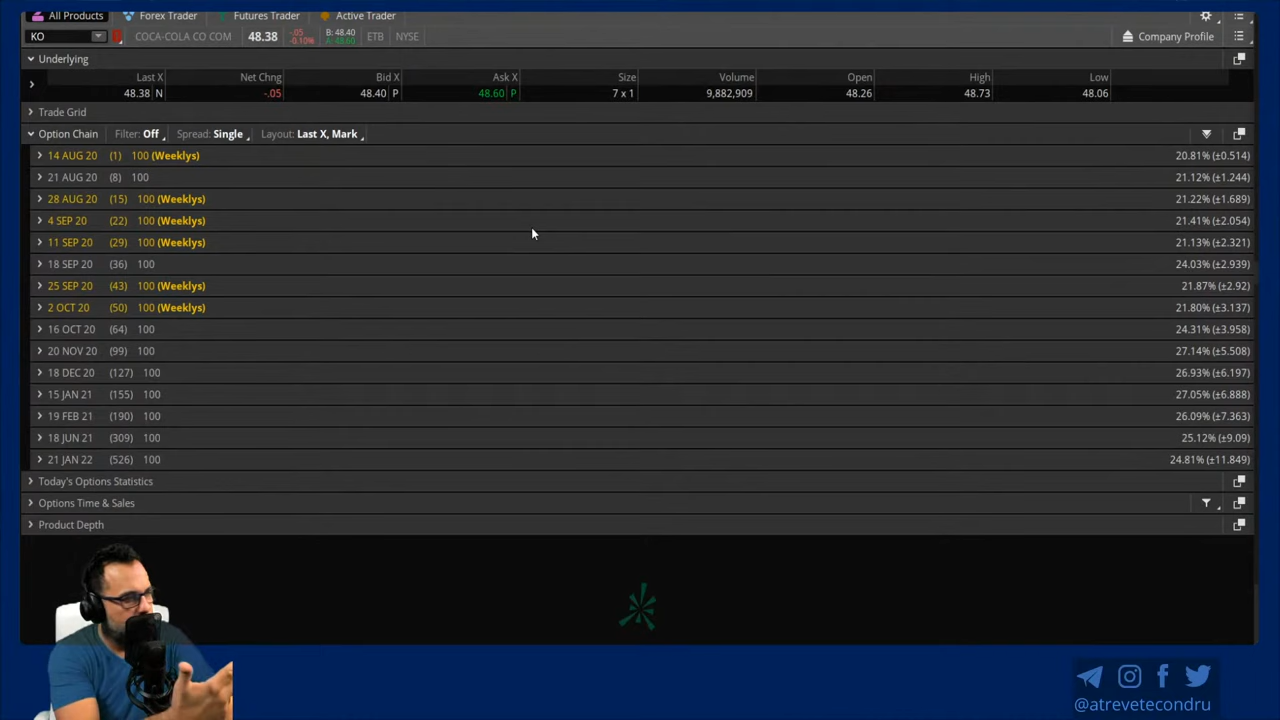 All Products Forex Trader Futures Trader Active Trader
KO COCA-COLA CO COM 48.38 -.05 -0.10% B: 48.40 A: 48.60 ETB NYSE Company Profile
Underlying
Last X Net Chng Bid X Ask X Size Volume Open High Low
48.38 N -.05 48.40 P 48.60 P 7 x 1 9,882,909 48.26 48.73 48.06
Trade Grid
Option Chain Filter: Off Spread: Single Layout: Last X, Mark
14 AUG 20 (1) 100 (Weeklys) 20.81% (±0.514)
21 AUG 20 (8) 100 21.12% (±1.244)
28 AUG 20 (15) 100 (Weeklys) 21.22% (±1.689)
4 SEP 20 (22) 100 (Weeklys) 21.41% (±2.054)
11 SEP 20 (29) 100 (Weeklys) 21.13% (±2.321)
18 SEP 20 (36) 100 24.03% (±2.939)
25 SEP 20 (43) 100 (Weeklys) 21.87% (±2.92)
2 OCT 20 (50) 100 (Weeklys) 21.80% (±3.137)
16 OCT 20 (64) 100 24.31% (±3.958)
20 NOV 20 (99) 100 27.14% (±5.508)
18 DEC 20 (127) 100 26.93% (±6.197)
15 JAN 21 (155) 100 27.05% (±6.888)
19 FEB 21 (190) 100 26.09% (±7.363)
18 JUN 21 (309) 100 25.12% (±9.09)
21 JAN 22 (526) 100 24.81% (±11.849)
Today's Options Statistics
Options Time & Sales
Product Depth
@atrevetecondru